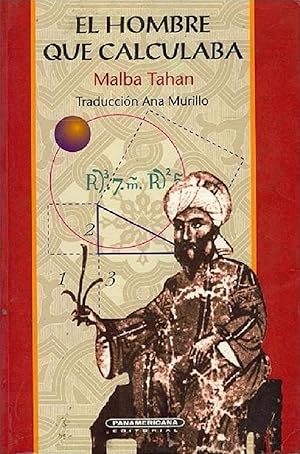 EL HOMBRE
QUE CALCULABA
Malba Tahan
Traducción Ana Murillo
2
1
3
PANAMERICANA
EDITORIAL